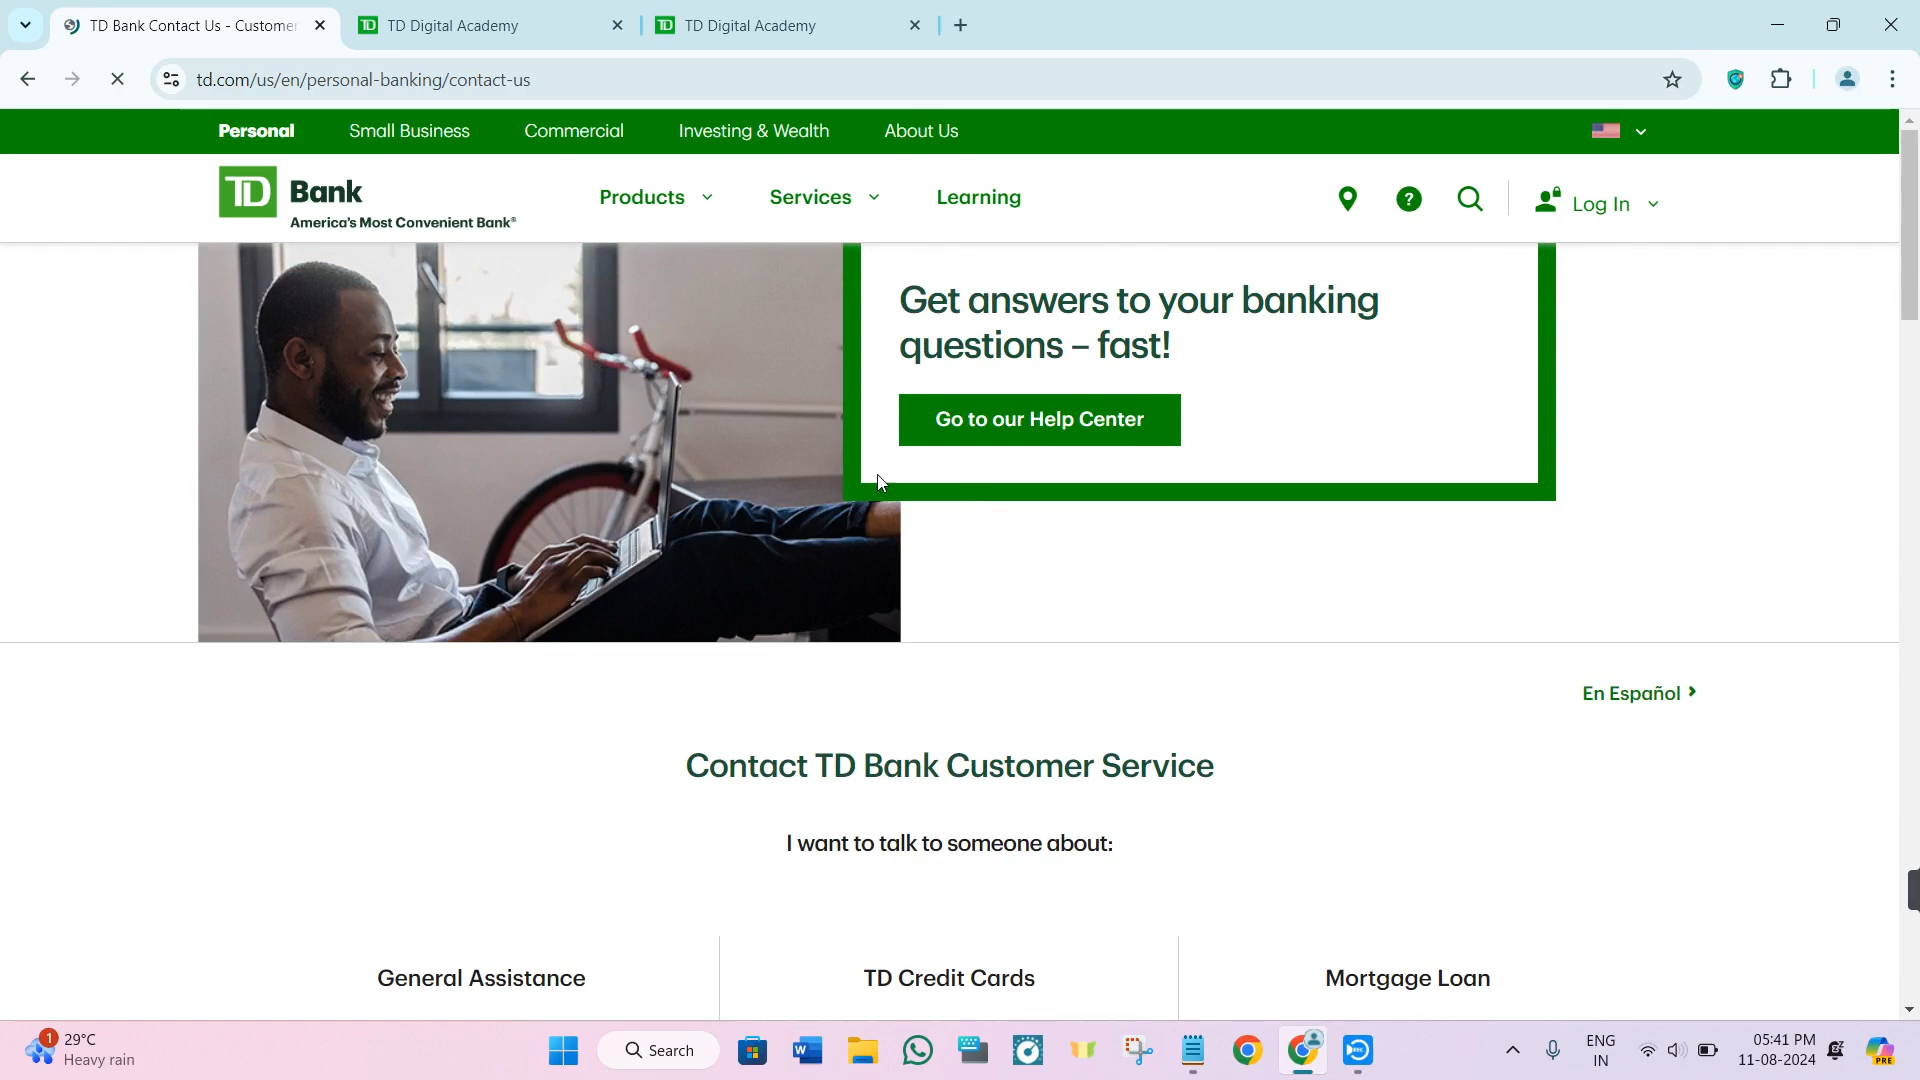 TD Bank Contact Us - Customer
TD Digital Academy
TD Digital Academy
td.com/us/en/personal-banking/contact-us
Personal
Small Business
Commercial
Investing & Wealth
About Us
TD
Bank
America's Most Convenient Bank®
Products
Services
Learning
?
Log In
Get answers to your banking
questions – fast!
Go to our Help Center
En Español
Contact TD Bank Customer Service
I want to talk to someone about:
General Assistance
TD Credit Cards
Mortgage Loan
1
29°C
Heavy rain
Search
ENG
IN
05:41 PM
11-08-2024
PRE